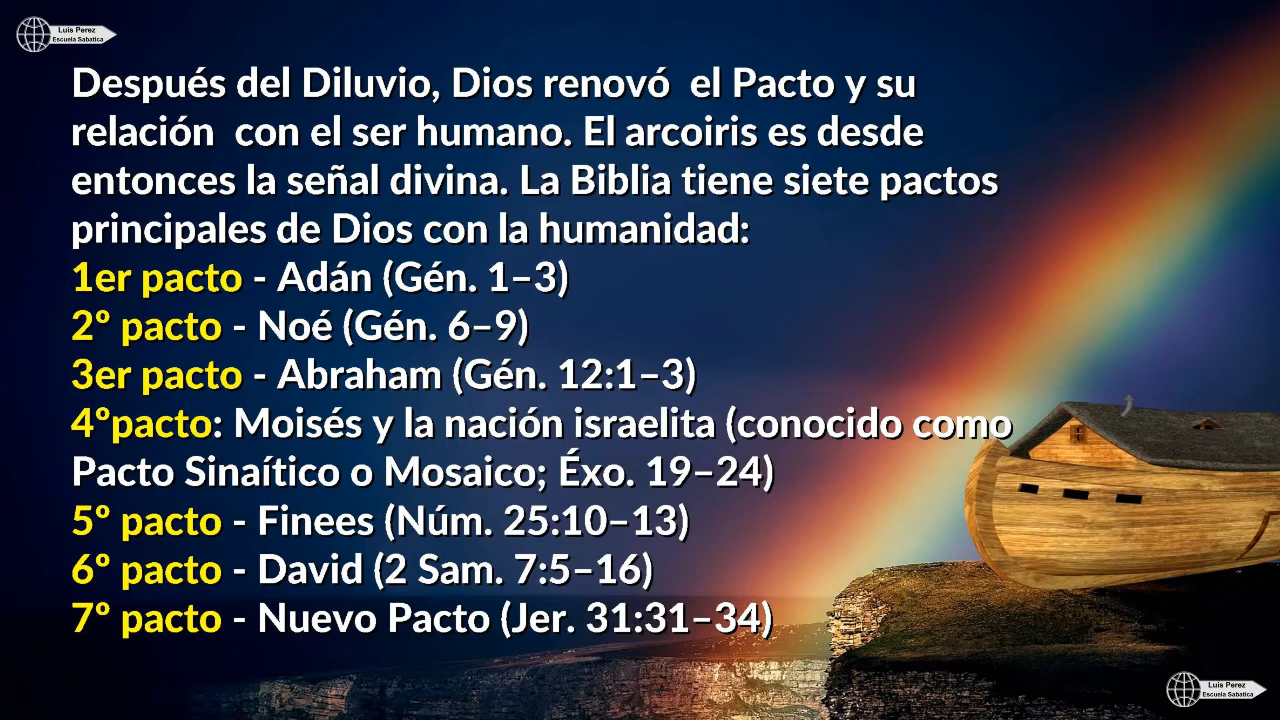 Luis Perez
Escuela Sabatica
Después del Diluvio, Dios renovó  el Pacto y su
relación  con el ser humano. El arcoiris es desde
entonces la señal divina. La Biblia tiene siete pactos
principales de Dios con la humanidad:
1er pacto - Adán (Gén. 1–3)
2º pacto - Noé (Gén. 6–9)
3er pacto - Abraham (Gén. 12:1–3)
4ºpacto: Moisés y la nación israelita (conocido como
Pacto Sinaítico o Mosaico; Éxo. 19–24)
5º pacto - Finees (Núm. 25:10–13)
6º pacto - David (2 Sam. 7:5–16)
7º pacto - Nuevo Pacto (Jer. 31:31–34)
Luis Perez
Escuela Sabatica